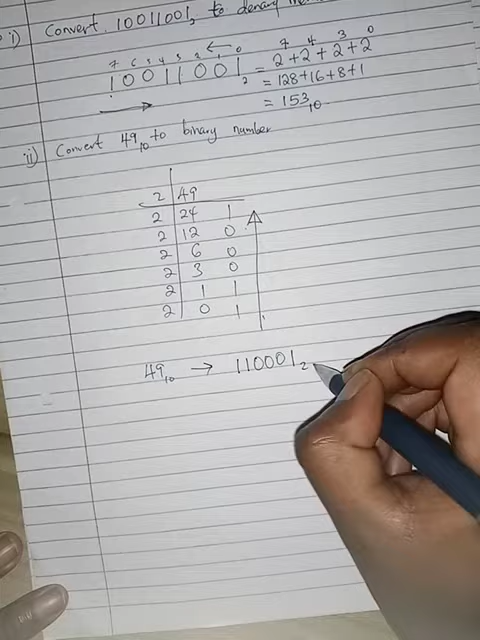 i) Convert 10011001₂ to denary
7 6 5 4 3 2 1 0
10011001₂ = 2⁷+2⁴+2³+2⁰
= 128+16+8+1
= 153₁₀
ii) Convert 49₁₀ to binary number
2 49
2 24 1
2 12 0
2 6 0
2 3 0
2 1 1
2 0 1
49₁₀ → 110001₂